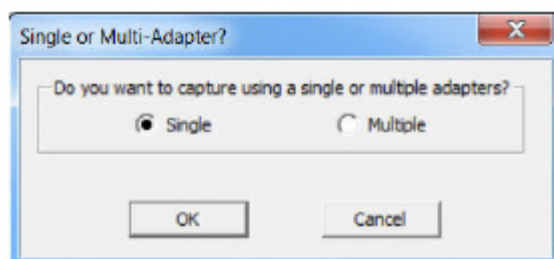 Single or Multi-Adapter?
Do you want to capture using a single or multiple adapters?
Single Multiple
OK Cancel